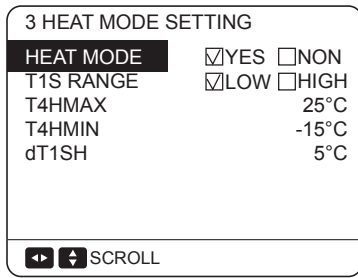 3 HEAT MODE SETTING
HEAT MODE ☑YES ☐NON
T1S RANGE ☑LOW ☐HIGH
T4HMAX 25°C
T4HMIN -15°C
dT1SH 5°C
SCROLL